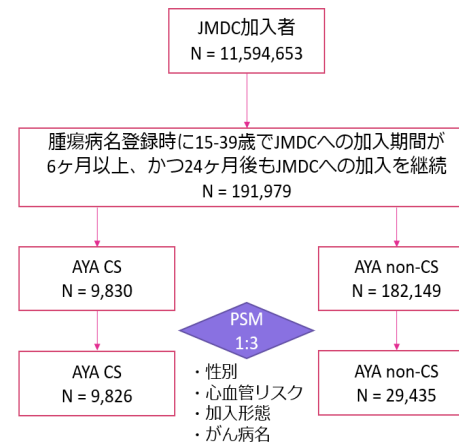 JMDC加入者
N = 11,594,653
腫瘍病名登録時に15-39歳でJMDCへの加入期間が
6ヶ月以上、かつ24ヶ月後もJMDCへの加入を継続
N = 191,979
AYA CS
N = 9,830
AYA non-CS
N = 182,149
PSM
1:3
AYA CS
N = 9,826
AYA non-CS
N = 29,435
・性別
・心血管リスク
・加入形態
・がん病名